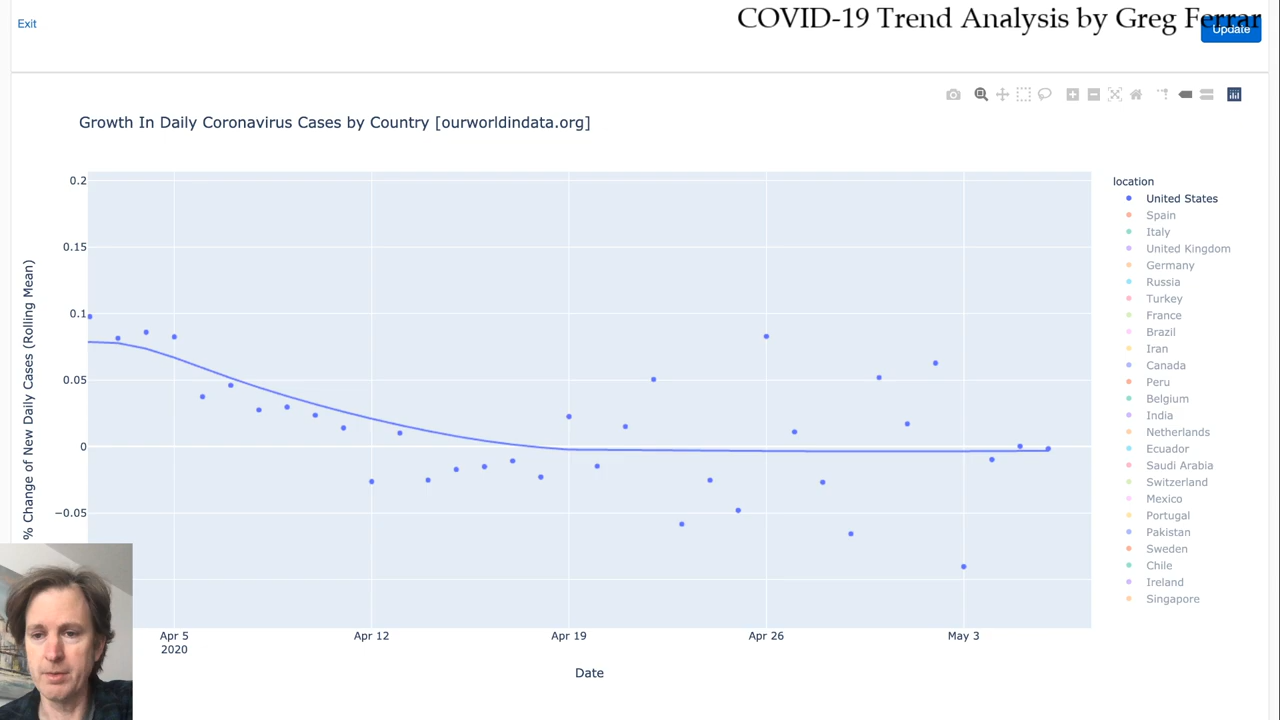 Exit
COVID-19 Trend Analysis by Greg Ferrar
Update
Growth In Daily Coronavirus Cases by Country [ourworldindata.org]
% Change of New Daily Cases (Rolling Mean)
0.2
0.15
0.1
0.05
0
−0.05
Apr 5
2020
Apr 12
Apr 19
Apr 26
May 3
Date
location
United States
Spain
Italy
United Kingdom
Germany
Russia
Turkey
France
Brazil
Iran
Canada
Peru
Belgium
India
Netherlands
Ecuador
Saudi Arabia
Switzerland
Mexico
Portugal
Pakistan
Sweden
Chile
Ireland
Singapore